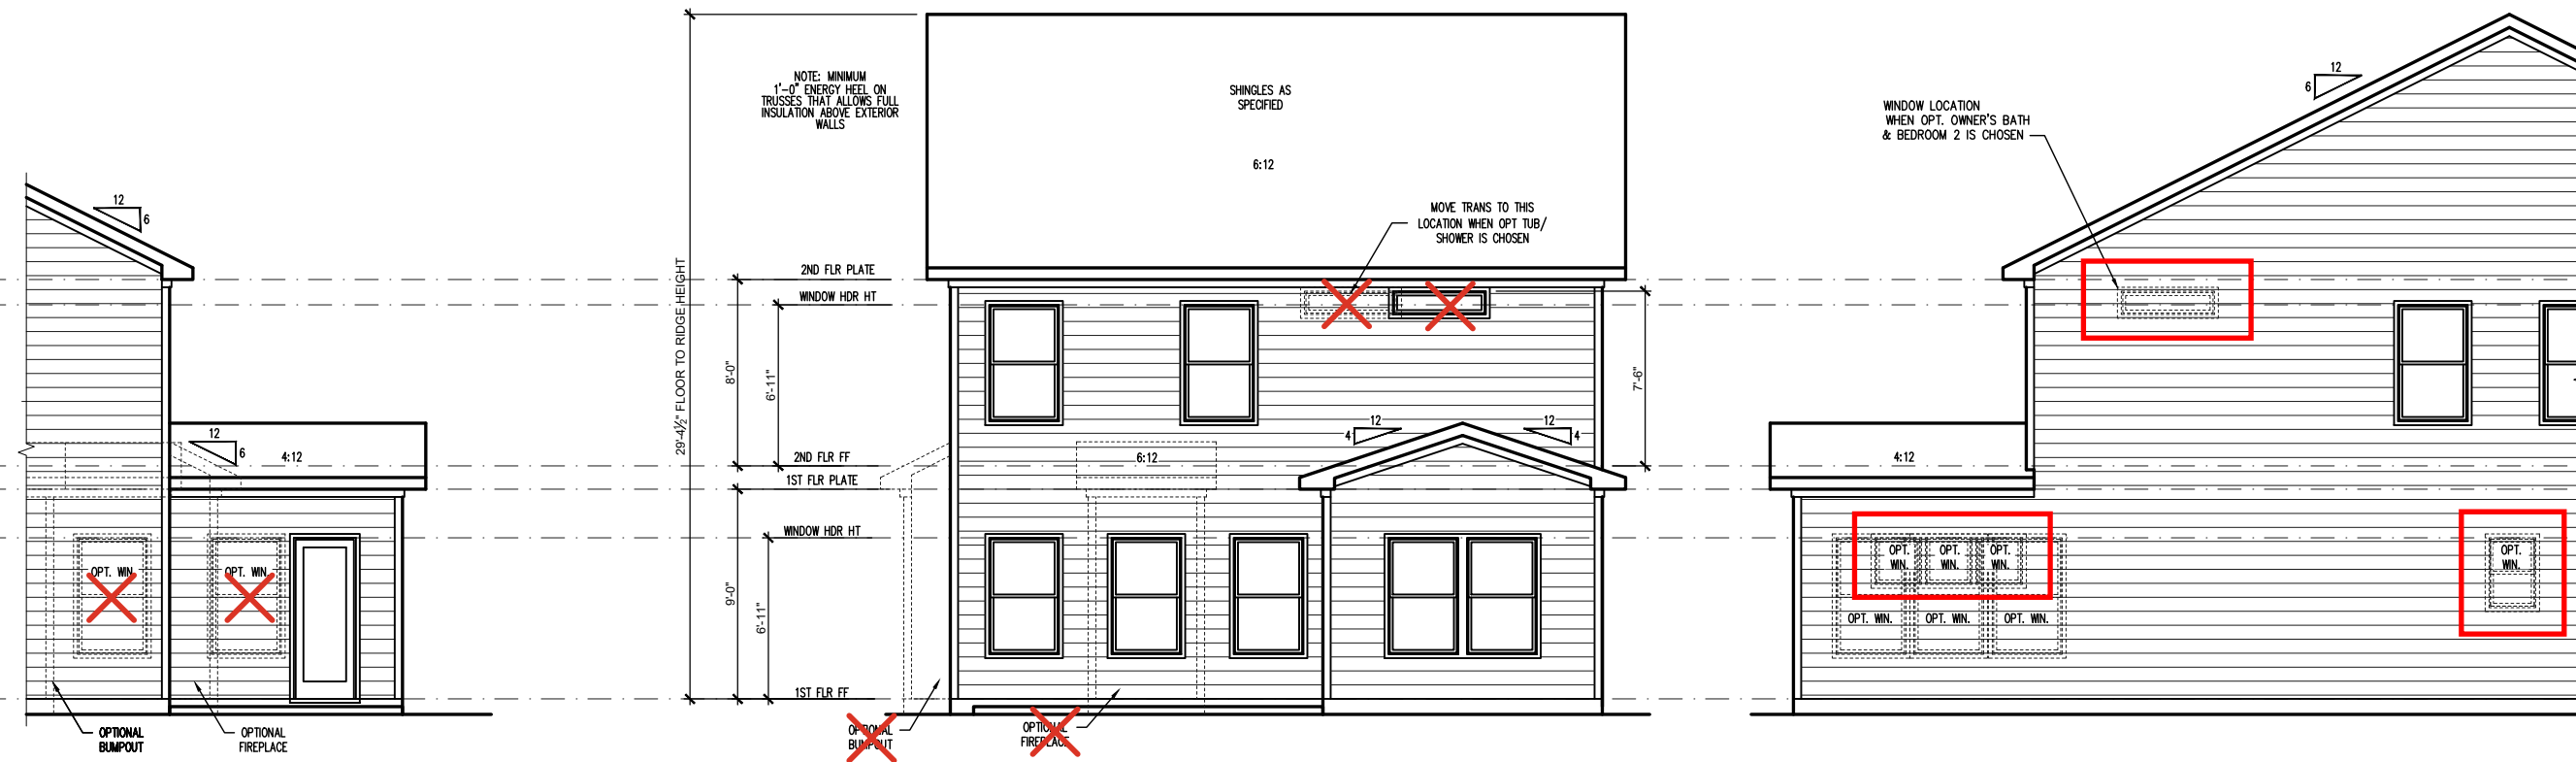 12
6
12
6
4:12
OPT. WIN.
OPT. WIN.
OPTIONAL
BUMPOUT
OPTIONAL
FIREPLACE
29'-4½" FLOOR TO RIDGE HEIGHT
NOTE: MINIMUM
1'-0" ENERGY HEEL ON
TRUSSES THAT ALLOWS FULL
INSULATION ABOVE EXTERIOR
WALLS
SHINGLES AS
SPECIFIED
6:12
MOVE TRANS TO THIS
LOCATION WHEN OPT TUB/
SHOWER IS CHOSEN
2ND FLR PLATE
WINDOW HDR HT
8'-0"
6'-11"
7'-6"
2ND FLR FF
1ST FLR PLATE
6:12
12
4
12
4
WINDOW HDR HT
9'-0"
6'-11"
1ST FLR FF
OPTIONAL
BUMPOUT
OPTIONAL
FIREPLACE
12
6
WINDOW LOCATION
WHEN OPT. OWNER'S BATH
& BEDROOM 2 IS CHOSEN
4:12
OPT. OPT. OPT.
WIN. WIN. WIN.
OPT. WIN. OPT. WIN. OPT. WIN.
OPT.
WIN.